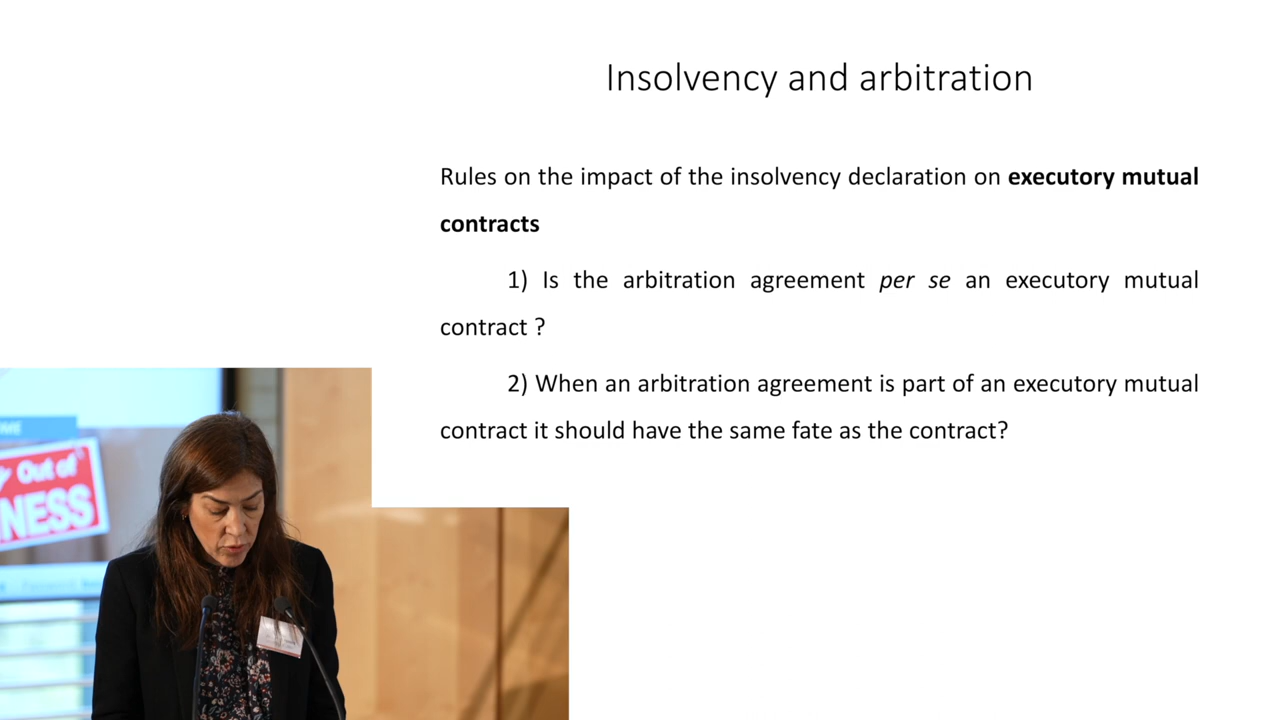 Insolvency and arbitration
Rules on the impact of the insolvency declaration on executory mutual
contracts
1) Is the arbitration agreement per se an executory mutual
contract ?
2) When an arbitration agreement is part of an executory mutual
contract it should have the same fate as the contract?
Out of
NESS